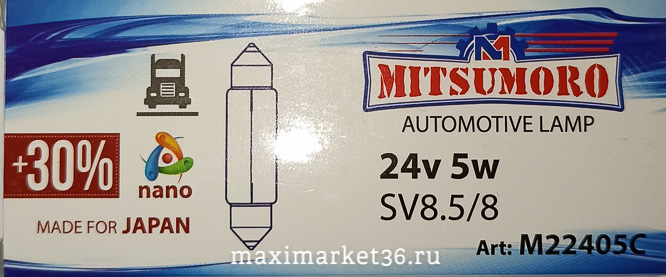 MITSUMORO
AUTOMOTIVE LAMP
+30%
nano
24v 5w
SV8.5/8
MADE FOR JAPAN
Art: M22405C
maximarket36.ru